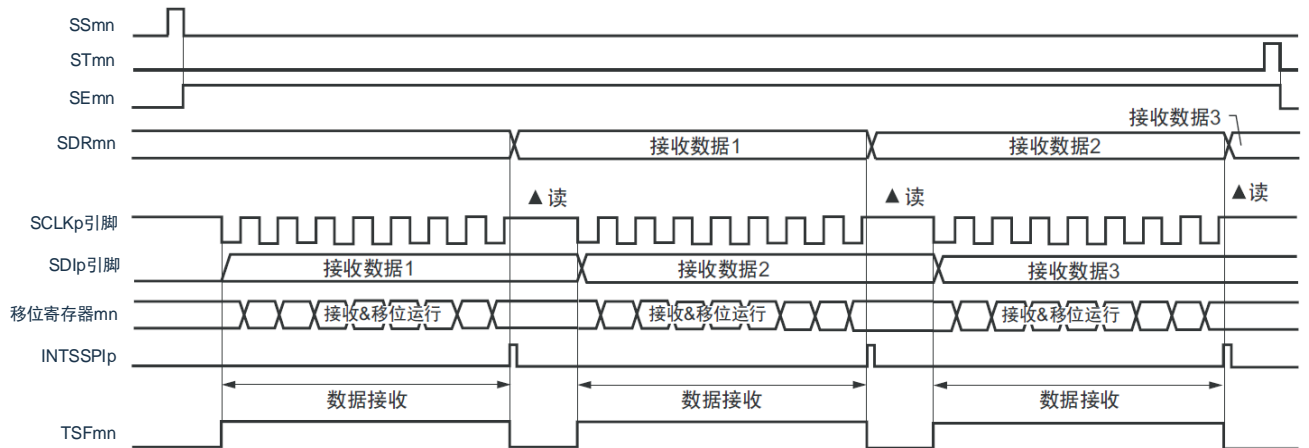 SSmn
STmn
SEmn
接收数据3
SDRmn 接收数据1 接收数据2
▲读 ▲读 ▲读
SCLKp引脚
SDIp引脚 接收数据1 接收数据2 接收数据3
移位寄存器mn 接收&移位运行 接收&移位运行 接收&移位运行
INTSSPIp
数据接收 数据接收 数据接收
TSFmn